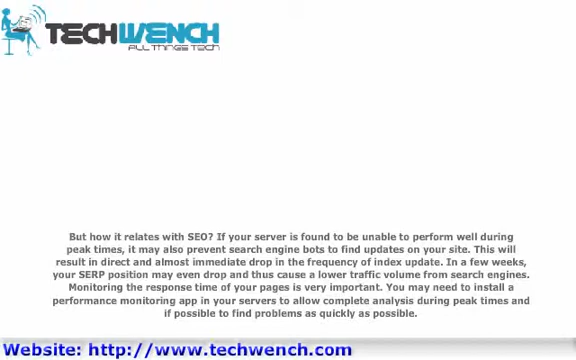 TECHWENCH
ALL THINGS TECH
But how it relates with SEO? If your server is found to be unable to perform well during
peak times, it may also prevent search engine bots to find updates on your site. This will
result in direct and almost immediate drop in the frequency of index update. In a few weeks,
your SERP position may even drop and thus cause a lower traffic volume from search engines.
Monitoring the response time of your pages is very important. You may need to install a
performance monitoring app in your servers to allow complete analysis during peak times and
if possible to find problems as quickly as possible.
Website: http://www.techwench.com